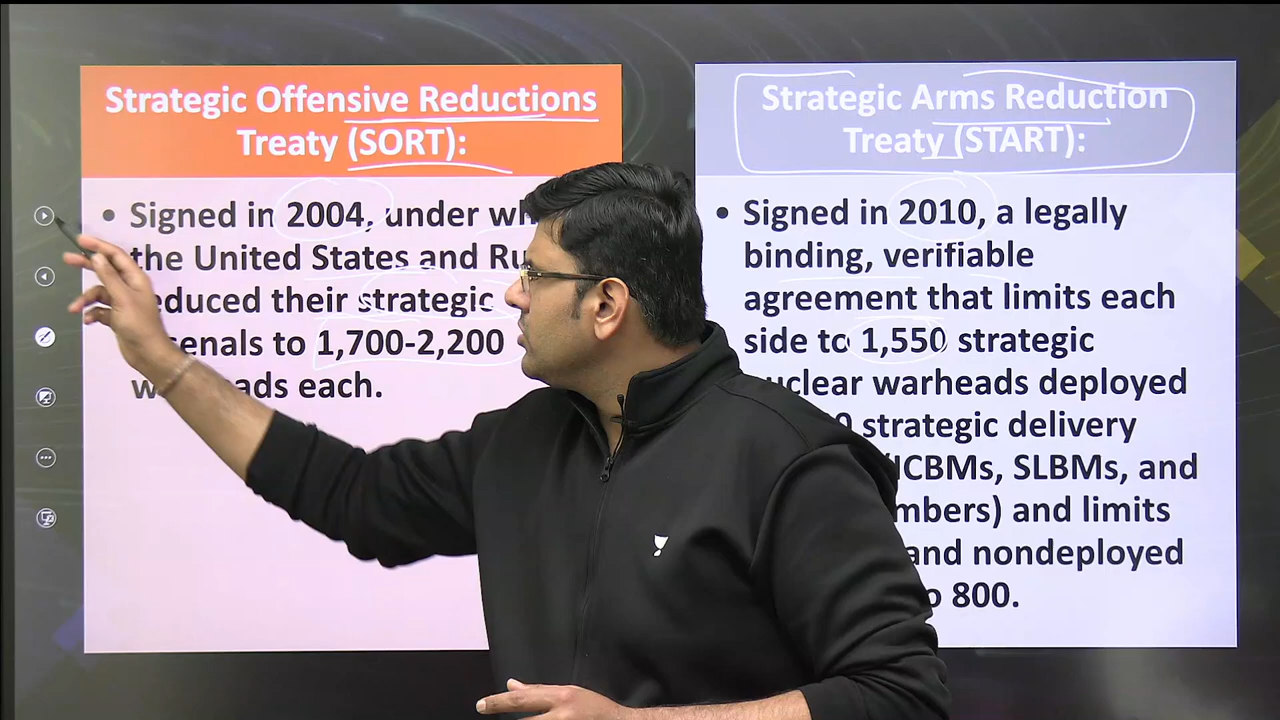 Strategic Offensive Reductions
Treaty (SORT):
• Signed in 2004, under
the United States and
educed their strategic
senals to 1,700-2,200
ads each.
Strategic Arms Reduction
Treaty (START):
• Signed in 2010, a legally
binding, verifiable
agreement that limits each
side to 1,550 strategic
uclear warheads deployed
0 strategic delivery
(ICBMs, SLBMs, and
mbers) and limits
and nondeployed
o 800.